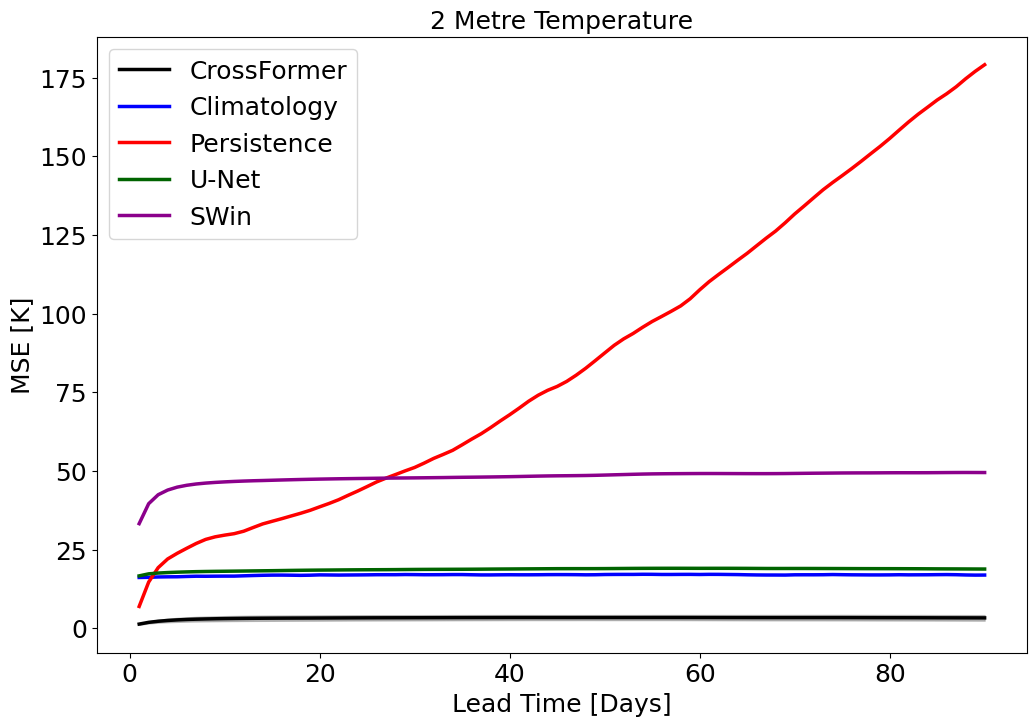 2 Metre Temperature
CrossFormer
Climatology
Persistence
U-Net
SWin
MSE [K]
175
150
125
100
75
50
25
0
0 20 40 60 80
Lead Time [Days]